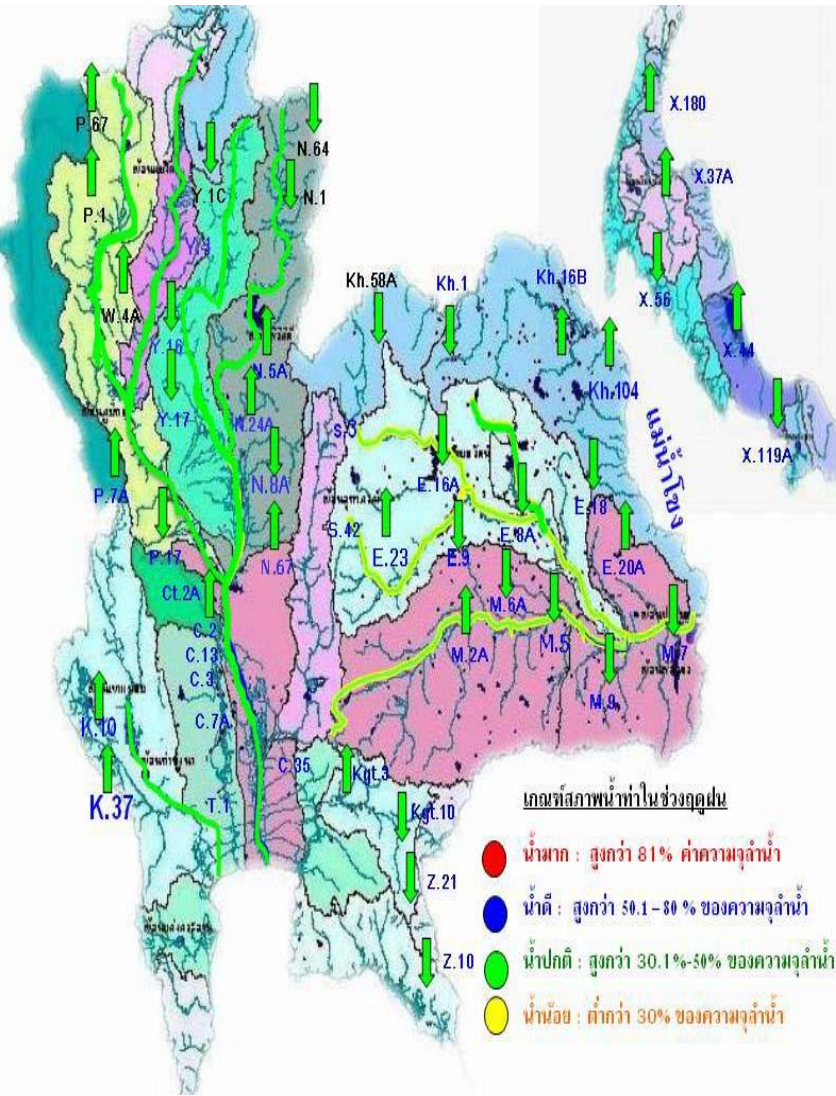 P.67
N.64
X.180
Y.1C
N.1
X.37A
P.1
Kh.58A
Kh.1
Kh.16B
W.4A
X.56
Y.16
N.5A
X.44
Kh.104
Y.17
N.24A
s.3
แม่น้ำโขง
X.119A
P.7A
N.8A
E.16A
E.18
S.42
E.23
E.9
E.8A
P.17
N.67
E.20A
Ct.2A
M.6A
C.2
C.13
M.2A
M.5
M.7
C.3
M.9
K.10
C.7A
C.35
Kgt.3
K.37
T.1
Kgt.10
เกณฑ์สภาพน้ำท่าในช่วงฤดูฝน
น้ำมาก : สูงกว่า 81% ค่าความจุลำน้ำ
Z.21
น้ำดี : สูงกว่า 50.1-80 % ของความจุลำน้ำ
Z.10
น้ำปกติ : สูงกว่า 30.1%-50% ของความจุลำน้ำ
น้ำน้อย : ต่ำกว่า 30% ของความจุลำน้ำ